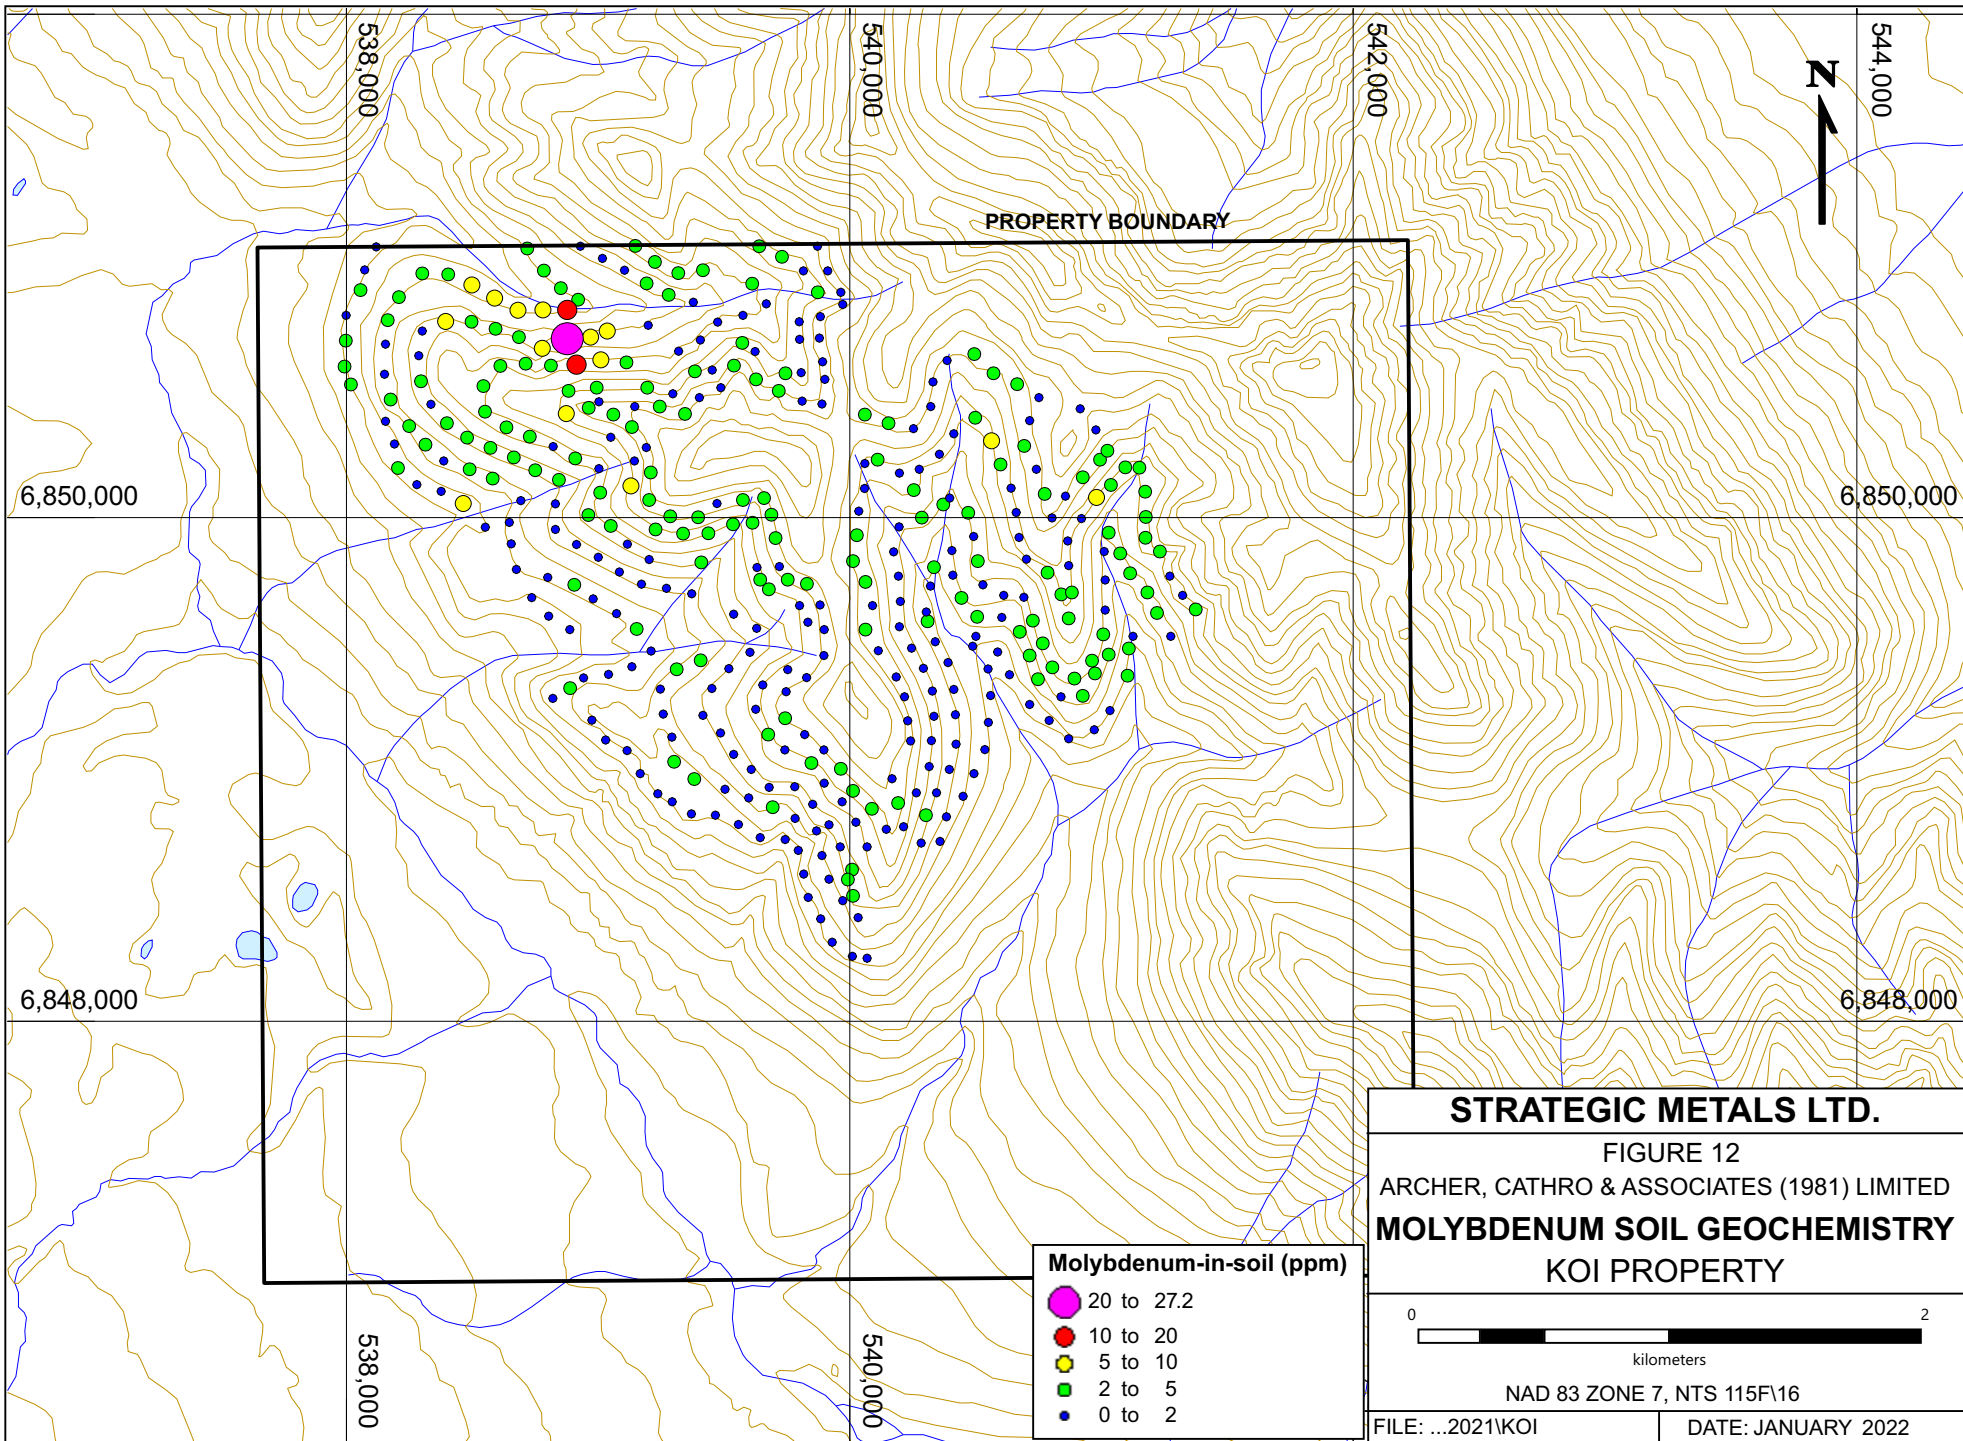 538,000
540,000
542,000
544,000
N
PROPERTY BOUNDARY
6,850,000
6,850,000
6,848,000
6,848,000
538,000
540,000
Molybdenum-in-soil (ppm)
20 to 27.2
10 to 20
5 to 10
2 to 5
0 to 2
STRATEGIC METALS LTD.
FIGURE 12
ARCHER, CATHRO & ASSOCIATES (1981) LIMITED
MOLYBDENUM SOIL GEOCHEMISTRY
KOI PROPERTY
0 2
kilometers
NAD 83 ZONE 7, NTS 115F\16
FILE: ...2021\KOI
DATE: JANUARY 2022